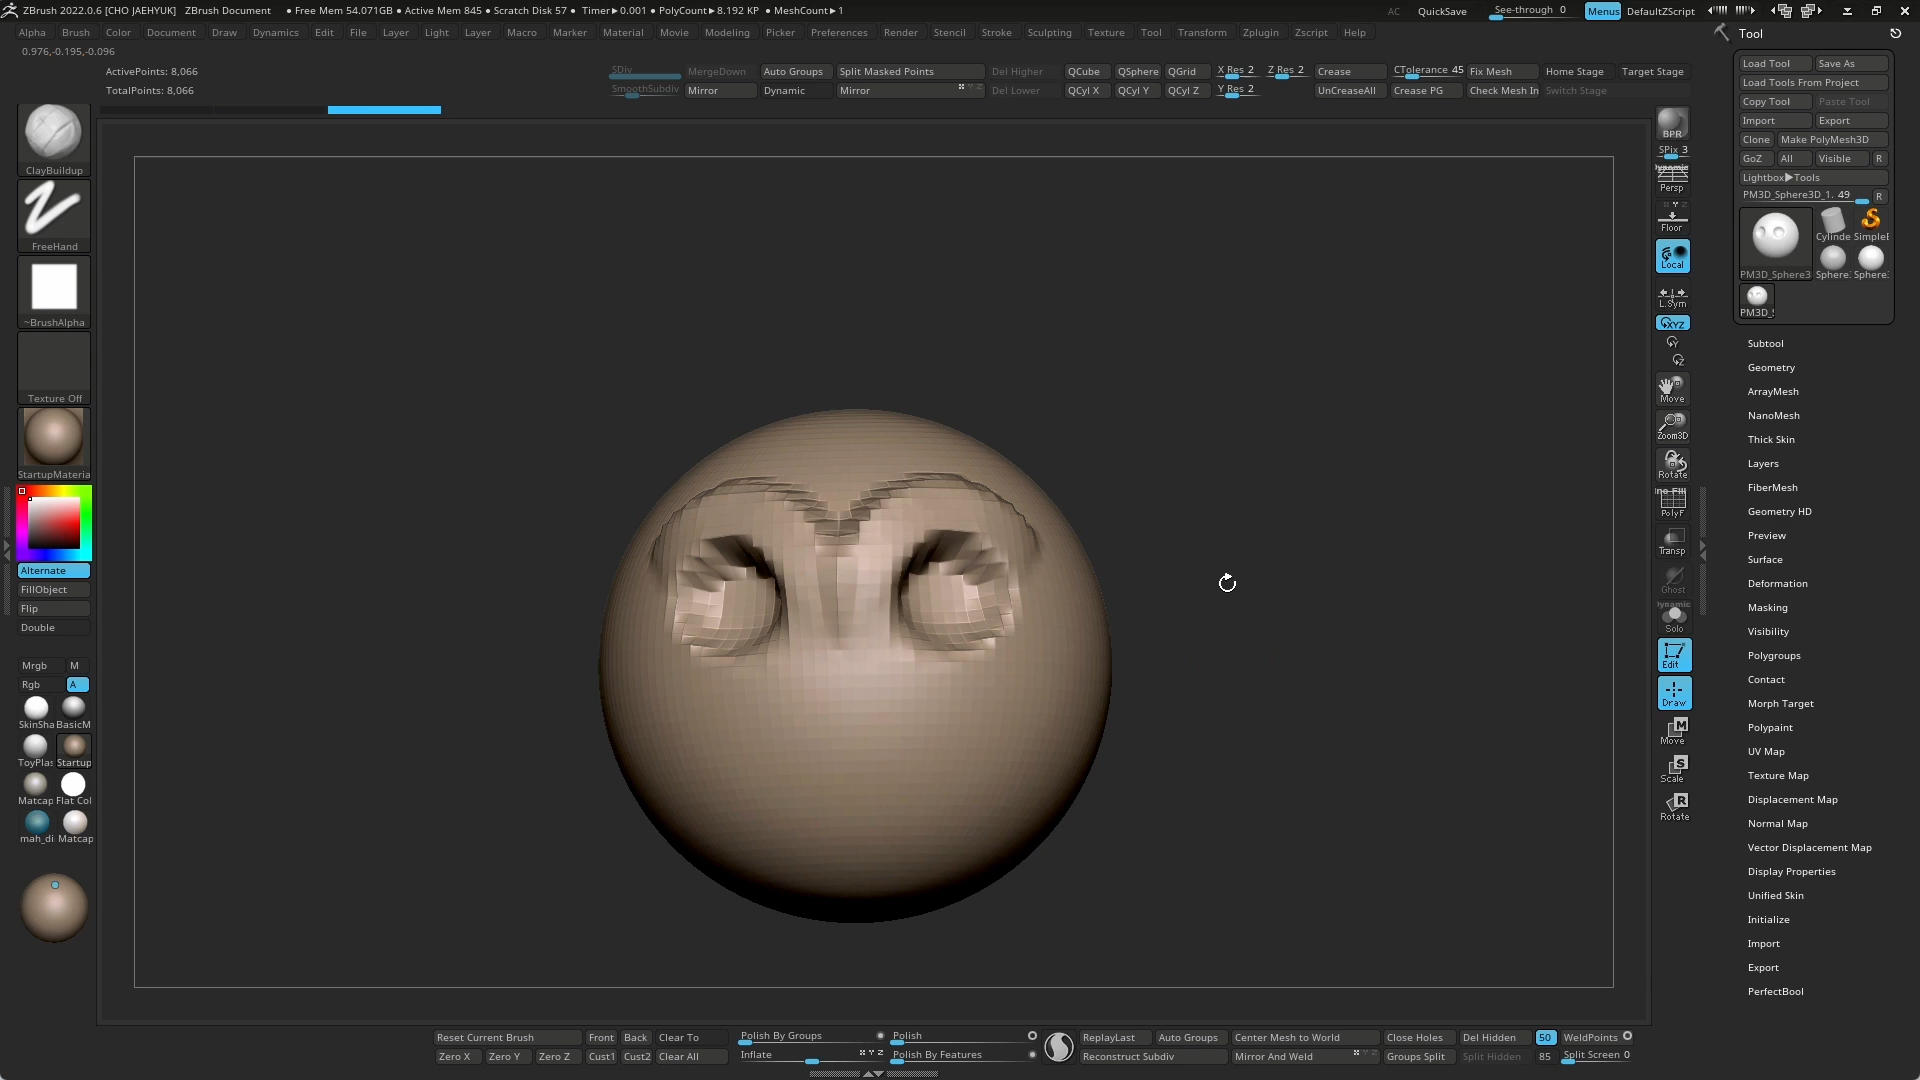 ZBrush 2022.0.6 [CHO JAEHYUK] ZBrush Document • Free Mem 54.071GB • Active Mem 845 • Scratch Disk 57 • Timer▶0.001 • PolyCount▶8.192 KP • MeshCount▶1 AC QuickSave See-through 0 Menus DefaultZScript
Alpha Brush Color Document Draw Dynamics Edit File Layer Light Layer Macro Marker Material Movie Modeling Picker Preferences Render Stencil Stroke Sculpting Texture Tool Transform Zplugin Zscript Help
0.976,-0.195,-0.096
ActivePoints: 8,066
TotalPoints: 8,066
SDiv MergeDown Auto Groups Split Masked Points Del Higher QCube QSphere QGrid X Res 2 Z Res 2 Crease CTolerance 45 Fix Mesh Home Stage Target Stage
SmoothSubdiv Mirror Dynamic Mirror Del Lower QCyl X QCyl Y QCyl Z Y Res 2 UnCreaseAll Crease PG Check Mesh In Switch Stage
ClayBuildup
FreeHand
~BrushAlpha
Texture Off
StartupMateria
Alternate
FillObject
Flip
Double
Mrgb M
Rgb A
SkinSha BasicM
ToyPlas Startup
Matcap Flat Col
mah_di Matcap
BPR
SPix 3
Dynamic
Persp
Floor
Local
L.Sym
XYZ
Y
Z
Move
Zoom3D
Rotate
ine Fill
PolyF
Transp
Ghost
Dynamic
Solo
Edit
Draw
Move
Scale
Rotate
Tool
Load Tool Save As
Load Tools From Project
Copy Tool Paste Tool
Import Export
Clone Make PolyMesh3D
GoZ All Visible R
Lightbox▶Tools
PM3D_Sphere3D_1. 49 R
Cylinde SimpleB
PM3D_Sphere3 Sphere Sphere
PM3D_S
Subtool
Geometry
ArrayMesh
NanoMesh
Thick Skin
Layers
FiberMesh
Geometry HD
Preview
Surface
Deformation
Masking
Visibility
Polygroups
Contact
Morph Target
Polypaint
UV Map
Texture Map
Displacement Map
Normal Map
Vector Displacement Map
Display Properties
Unified Skin
Initialize
Import
Export
PerfectBool
Reset Current Brush Front Back Clear To Polish By Groups Polish ReplayLast Auto Groups Center Mesh to World Close Holes Del Hidden 50 WeldPoints
Zero X Zero Y Zero Z Cust1 Cust2 Clear All Inflate X Y Z Polish By Features Reconstruct Subdiv Mirror And Weld Groups Split Split Hidden 85 Split Screen 0